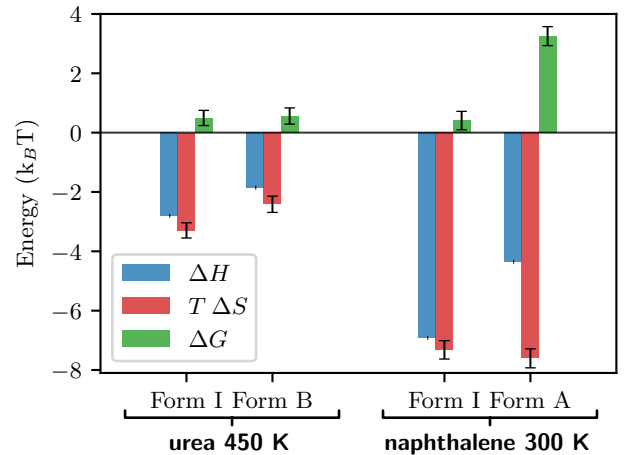 4
2
0
−2
−4
−6
−8
Energy (k_BT)
ΔH
T ΔS
ΔG
Form I Form B
Form I Form A
urea 450 K
naphthalene 300 K